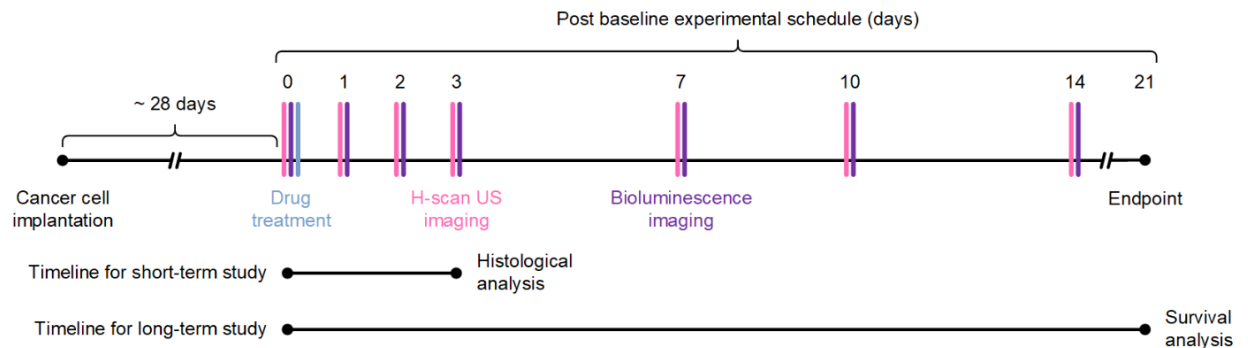 Post baseline experimental schedule (days)
0 1 2 3 7 10 14 21
~ 28 days
Cancer cell
implantation
Drug
treatment
H-scan US
imaging
Bioluminescence
imaging
Endpoint
Timeline for short-term study
Histological
analysis
Timeline for long-term study
Survival
analysis